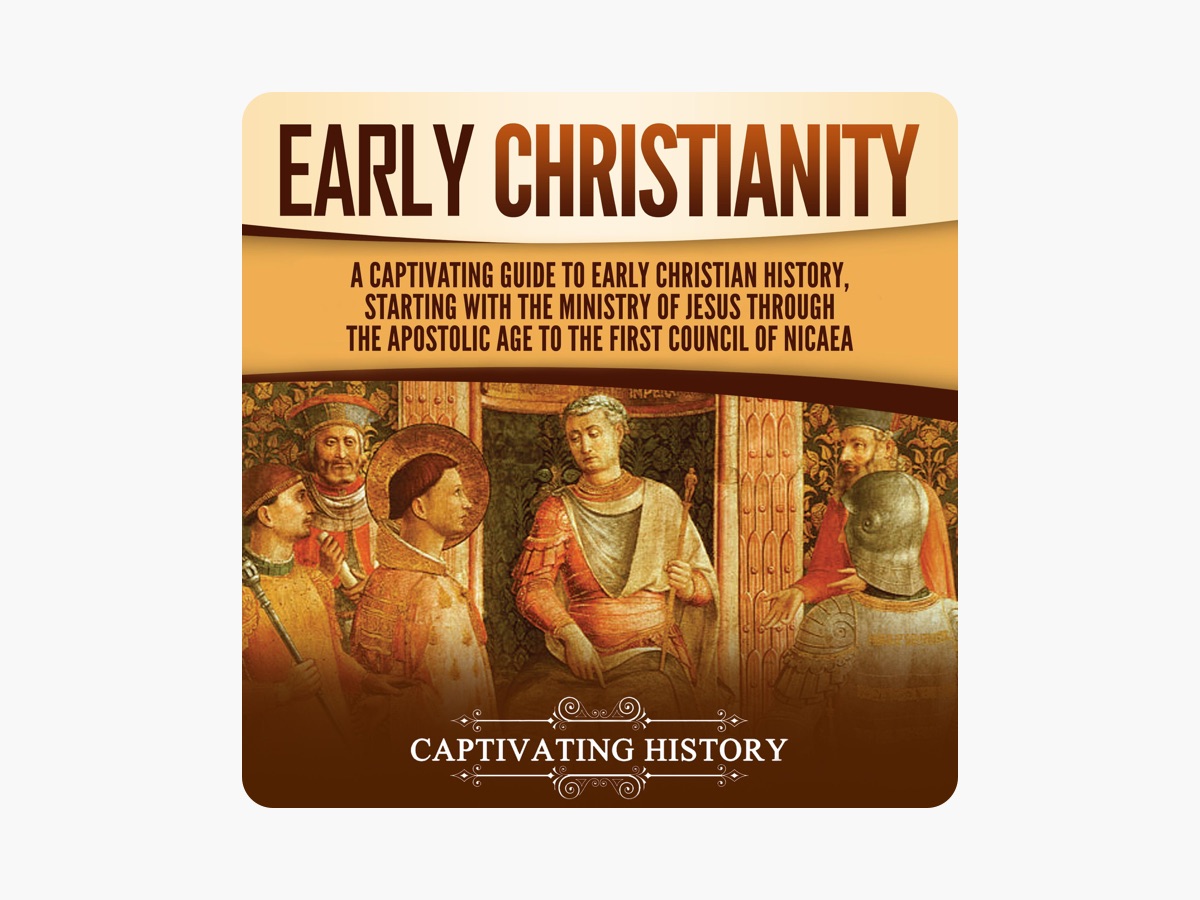 EARLY CHRISTIANITY
A CAPTIVATING GUIDE TO EARLY CHRISTIAN HISTORY,
STARTING WITH THE MINISTRY OF JESUS THROUGH
THE APOSTOLIC AGE TO THE FIRST COUNCIL OF NICAEA
CAPTIVATING HISTORY